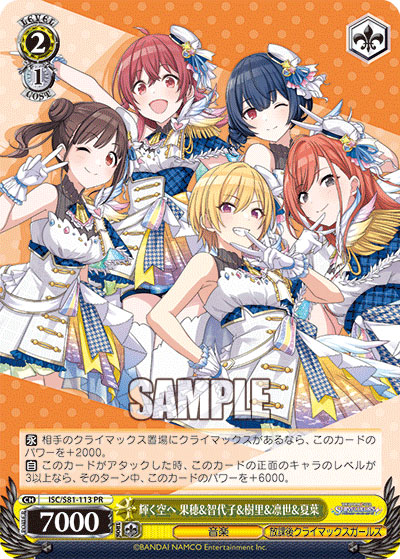 LEVEL
2
1
COST
SAMPLE
永 相手のクライマックス置場にクライマックスがあるなら、このカードの
パワーを+2000。
自 このカードがアタックした時、このカードの正面のキャラのレベルが
3以上なら、そのターン中、このカードのパワーを+6000。
CH ISC/S81-113 PR
輝く空へ 果穂&智代子&樹里&凛世&夏葉
POWER
7000
音楽
放課後クライマックスガールズ
©BANDAI NAMCO Entertainment Inc.